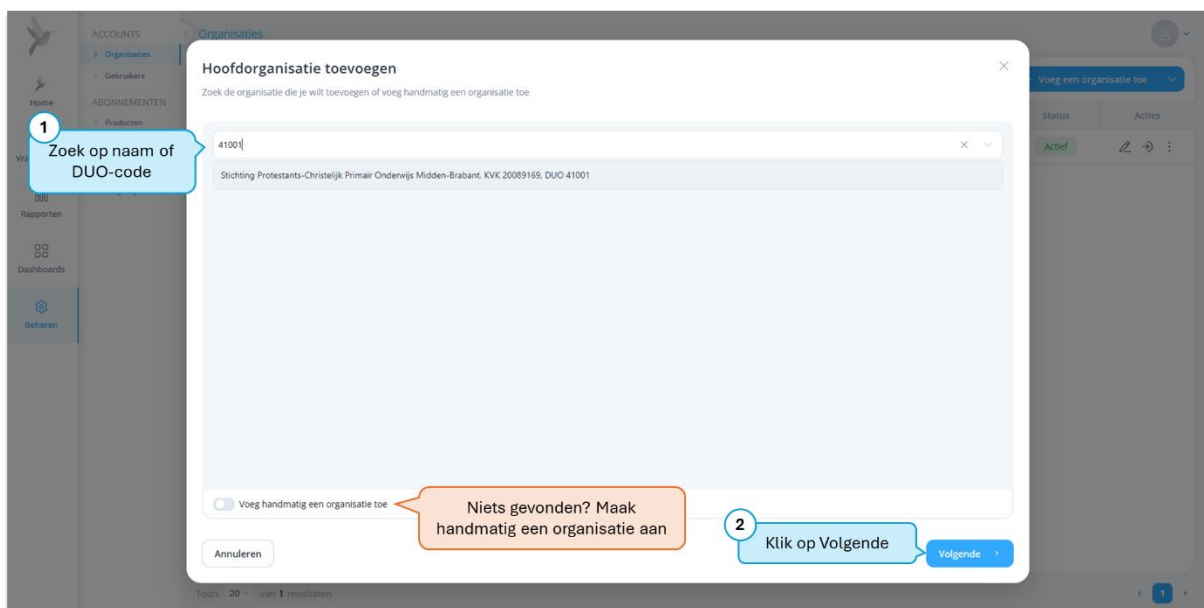 ACCOUNTS
Organisaties
> Organisaties
> Gebruikers
Home
ABONNEMENTEN
> Producten
Rapporten
Dashboards
Beheren
Voeg een organisatie toe
Status
Acties
Actief
Hoofdorganisatie toevoegen
Zoek de organisatie die je wilt toevoegen of voeg handmatig een organisatie toe
1
Zoek op naam of
DUO-code
41001
Stichting Protestants-Christelijk Primair Onderwijs Midden-Brabant, KVK 20089169, DUO 41001
Voeg handmatig een organisatie toe
Niets gevonden? Maak
handmatig een organisatie aan
2
Klik op Volgende
Annuleren
Volgende
Toon 20 van 1 resultaten
1